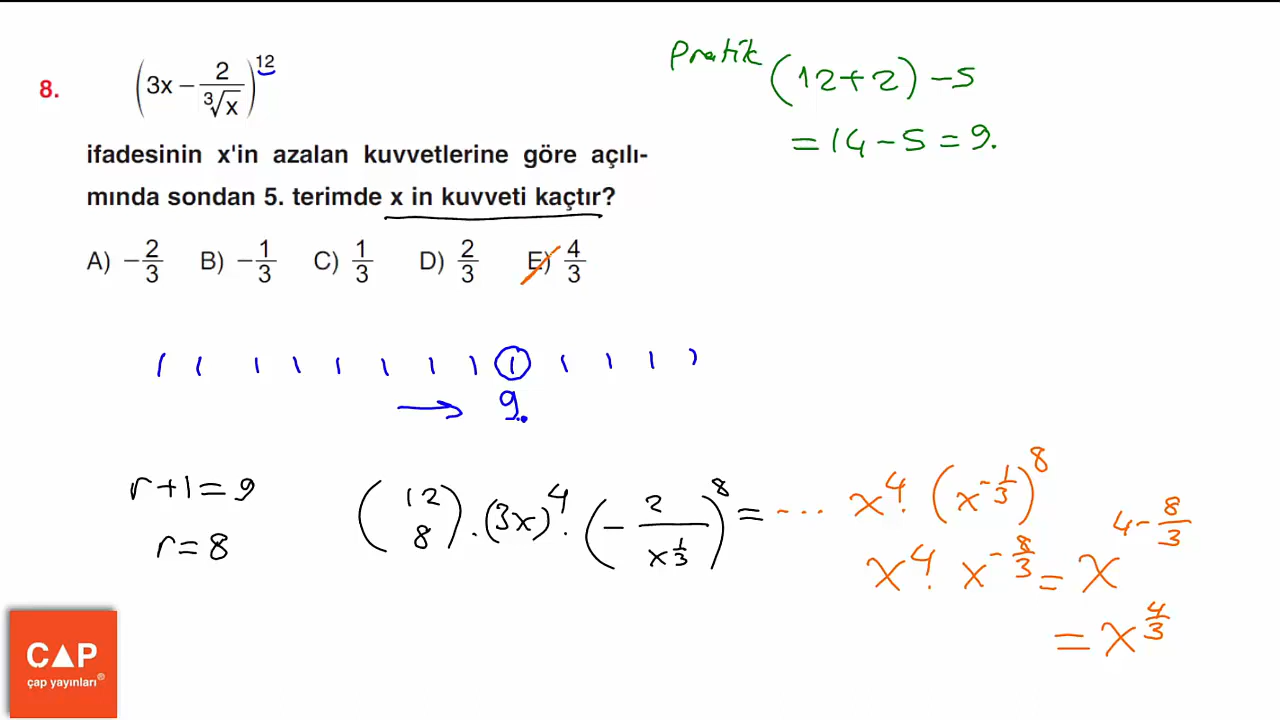 8. (3x − 2/∛x)^12
ifadesinin x'in azalan kuvvetlerine göre açılı-
mında sondan 5. terimde x in kuvveti kaçtır?
A) −2/3 B) −1/3 C) 1/3 D) 2/3 E) 4/3
Pratik (12+2) −5
= 14 − 5 = 9.
9.
r+1=9
r=8
(12 8) . (3x)^4 . (− 2/x^(1/3))^8 = ... x^4 . (x^(−1/3))^8
x^4 . x^(−8/3) = x^(4−8/3)
= x^(4/3)
CAP
çap yayınları®